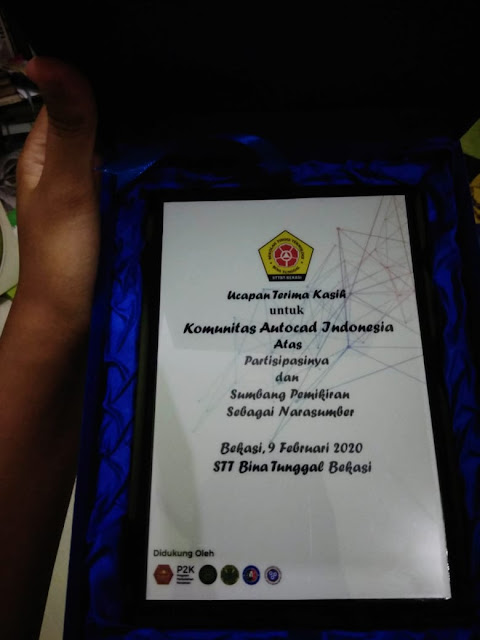 Ucapan Terima Kasih
untuk
Komunitas Autocad Indonesia
Atas
Partisipasinya
dan
Sumbang Pemikiran
Sebagai Narasumber
Bekasi, 9 Februari 2020
STT Bina Tunggal Bekasi
Didukung Oleh
P2K